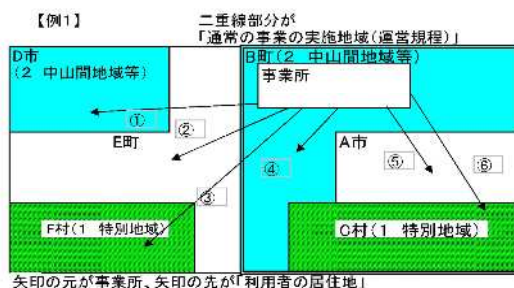 【例1】
二重線部分が
「通常の事業の実施地域(運営規程)」
D市
(2 中山間地域等)
B町(2 中山間地域等)
事業所
①
②
E町
A市
④
⑤
⑥
③
F村(1 特別地域)
C村(1 特別地域)
矢印の元が事業所、矢印の先が「利用者の居住地」